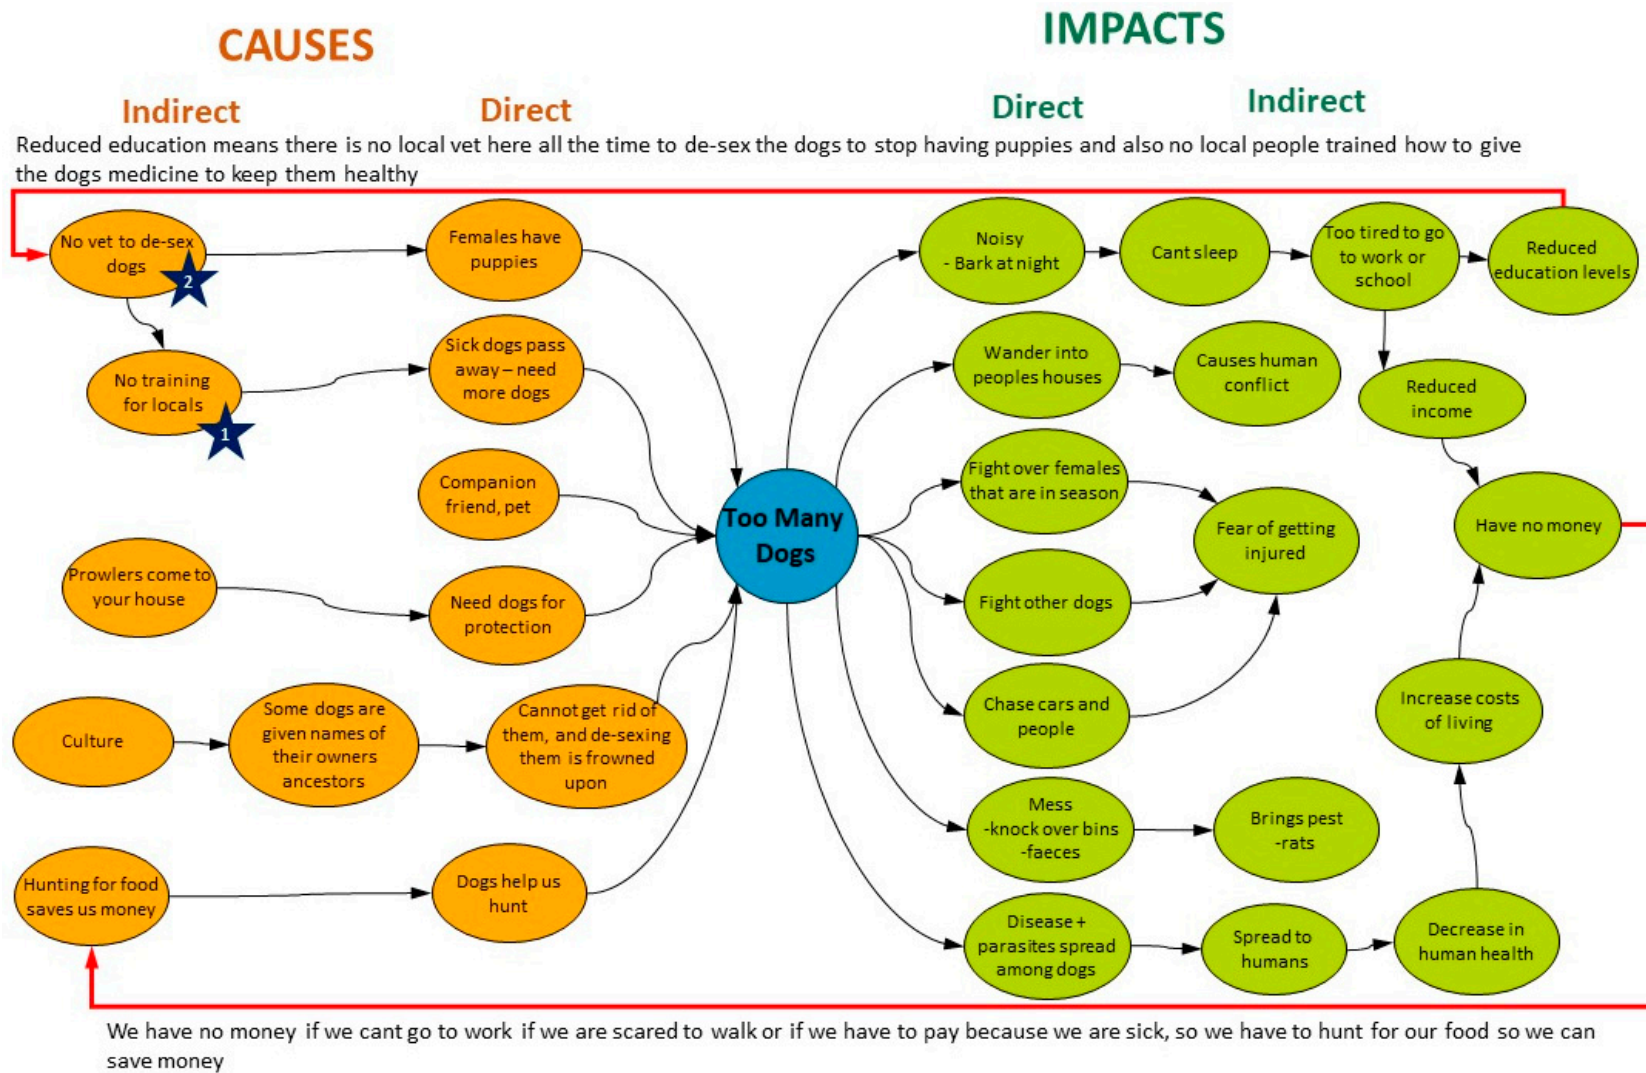 CAUSES
IMPACTS
Indirect
Direct
Direct
Indirect
Reduced education means there is no local vet here all the time to de-sex the dogs to stop having puppies and also no local people trained how to give
the dogs medicine to keep them healthy
No vet to de-sex
dogs
2
No training
for locals
1
Prowlers come to
your house
Culture
Some dogs are
given names of
their owners
ancestors
Hunting for food
saves us money
Females have
puppies
Sick dogs pass
away – need
more dogs
Companion
friend, pet
Need dogs for
protection
Cannot get rid of
them, and de-sexing
them is frowned
upon
Dogs help us
hunt
Too Many
Dogs
Noisy
- Bark at night
Cant sleep
Too tired to go
to work or
school
Reduced
education levels
Wander into
peoples houses
Causes human
conflict
Reduced
income
Fight over females
that are in season
Fear of getting
injured
Have no money
Fight other dogs
Chase cars and
people
Increase costs
of living
Mess
-knock over bins
-faeces
Brings pest
-rats
Disease +
parasites spread
among dogs
Spread to
humans
Decrease in
human health
We have no money if we cant go to work if we are scared to walk or if we have to pay because we are sick, so we have to hunt for our food so we can
save money